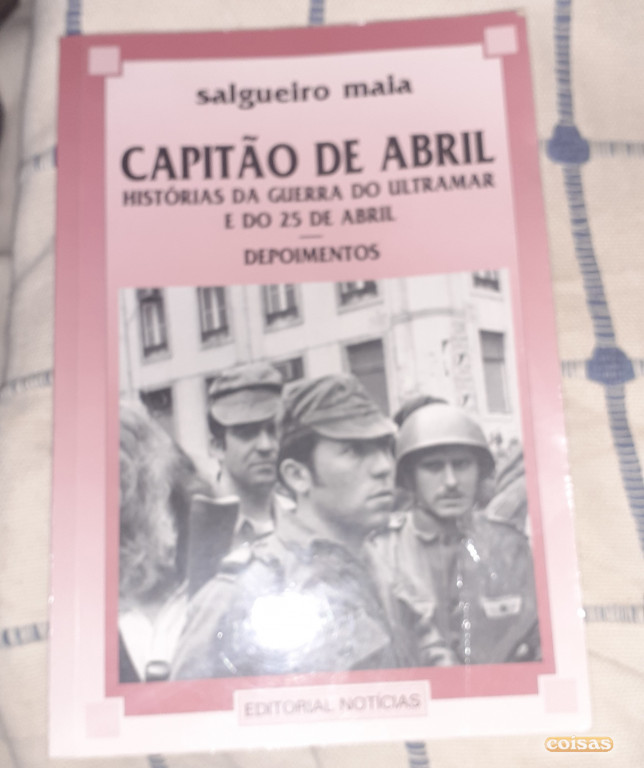 salgueiro maia
CAPITÃO DE ABRIL
HISTÓRIAS DA GUERRA DO ULTRAMAR
E DO 25 DE ABRIL
DEPOIMENTOS
EDITORIAL NOTÍCIAS
coisas